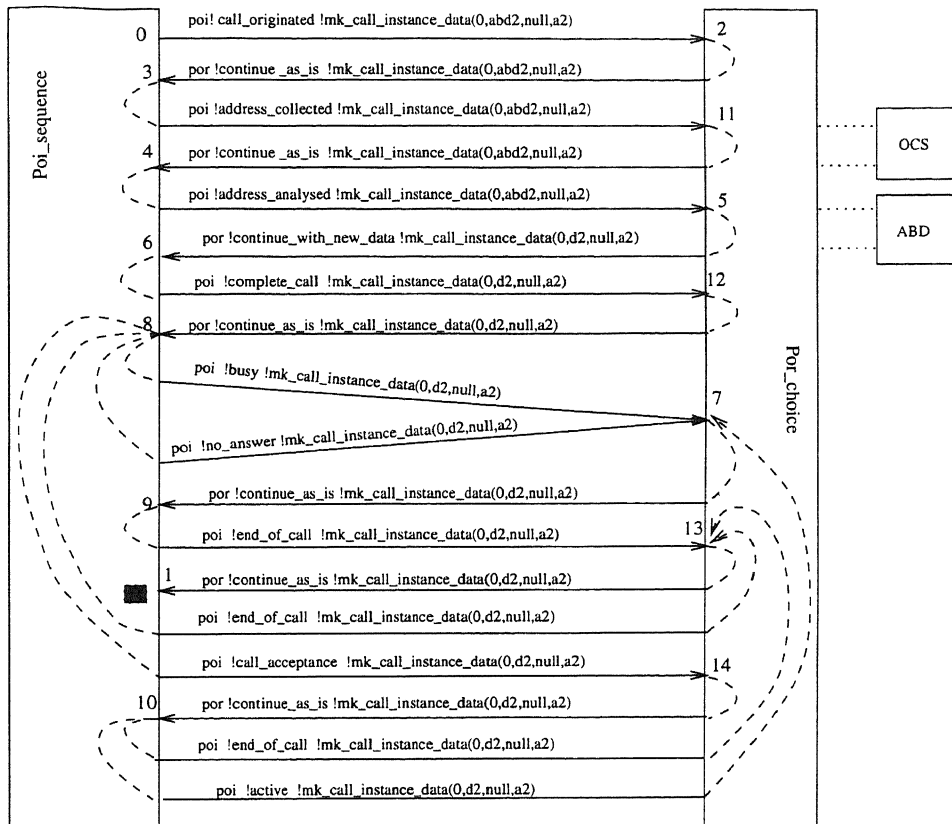 poi! call_originated !mk_call_instance_data(0,abd2,null,a2)
0
2
3
por !continue _as_is !mk_call_instance_data(0,abd2,null,a2)
poi !address_collected !mk_call_instance_data(0,abd2,null,a2)
11
Poi_sequence
OCS
4
por !continue _as_is !mk_call_instance_data(0,abd2,null,a2)
poi !address_analysed !mk_call_instance_data(0,abd2,null,a2)
5
ABD
6
por !continue_with_new_data !mk_call_instance_data(0,d2,null,a2)
poi !complete_call !mk_call_instance_data(0,d2,null,a2)
12
8
por !continue_as_is !mk_call_instance_data(0,d2,null,a2)
Por_choice
poi !busy !mk_call_instance_data(0,d2,null,a2)
7
poi !no_answer !mk_call_instance_data(0,d2,null,a2)
9
por !continue_as_is !mk_call_instance_data(0,d2,null,a2)
poi !end_of_call !mk_call_instance_data(0,d2,null,a2)
13
1
por !continue_as_is !mk_call_instance_data(0,d2,null,a2)
poi !end_of_call !mk_call_instance_data(0,d2,null,a2)
poi !call_acceptance !mk_call_instance_data(0,d2,null,a2)
14
10
por !continue_as_is !mk_call_instance_data(0,d2,null,a2)
poi !end_of_call !mk_call_instance_data(0,d2,null,a2)
poi !active !mk_call_instance_data(0,d2,null,a2)